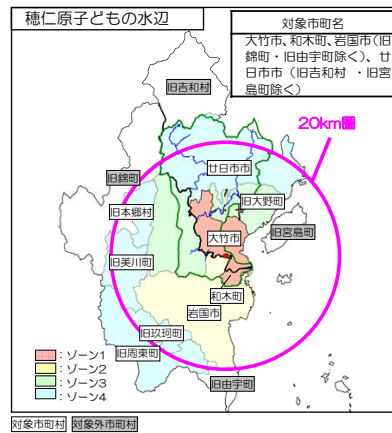 穂仁原子どもの水辺
対象市町名
大竹市、和木町、岩国市(旧
錦町・旧由宇町除く)、廿
日市市(旧吉和村・旧宮
島町除く)
旧吉和村
20km圏
廿日市市
旧錦町
旧大野町
旧本郷村
旧宮島町
大竹市
旧美川町
和木町
岩国市
旧玖珂町
旧周東町
旧由宇町
:ゾーン1
:ゾーン2
:ゾーン3
:ゾーン4
対象市町村 対象外市町村